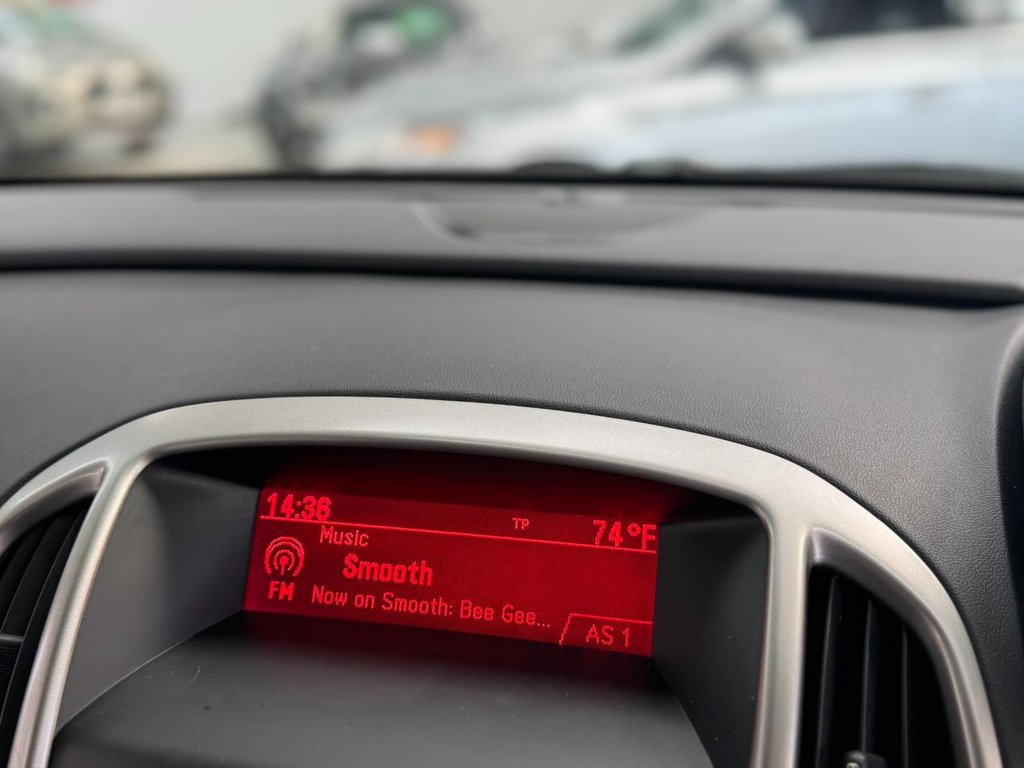 14:36 TP 74°F
Music
Smooth
FM Now on Smooth: Bee Gee...
AS 1